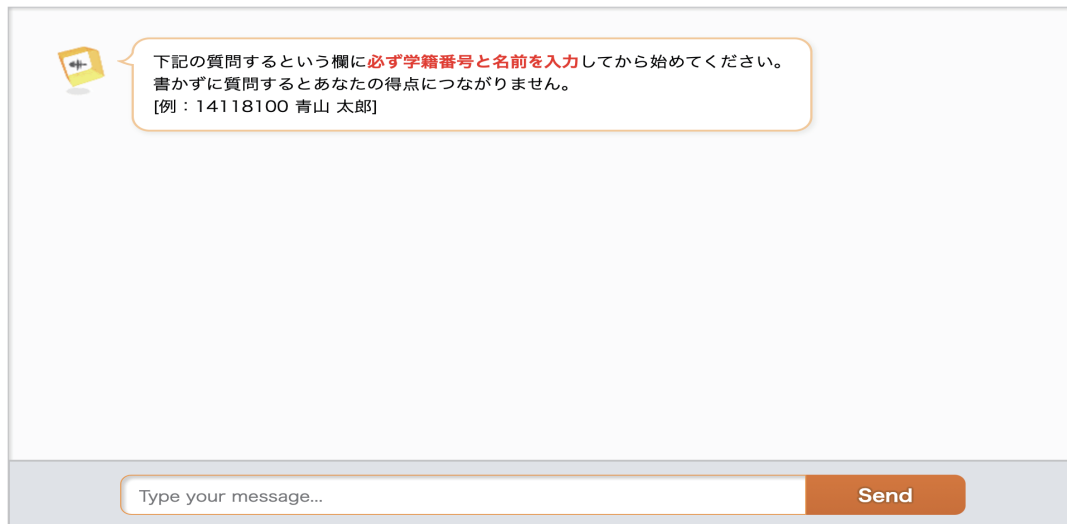 下記の質問するという欄に必ず学籍番号と名前を入力してから始めてください。
書かずに質問するとあなたの得点につながりません。
[例：14118100 青山 太郎]
Type your message...
Send